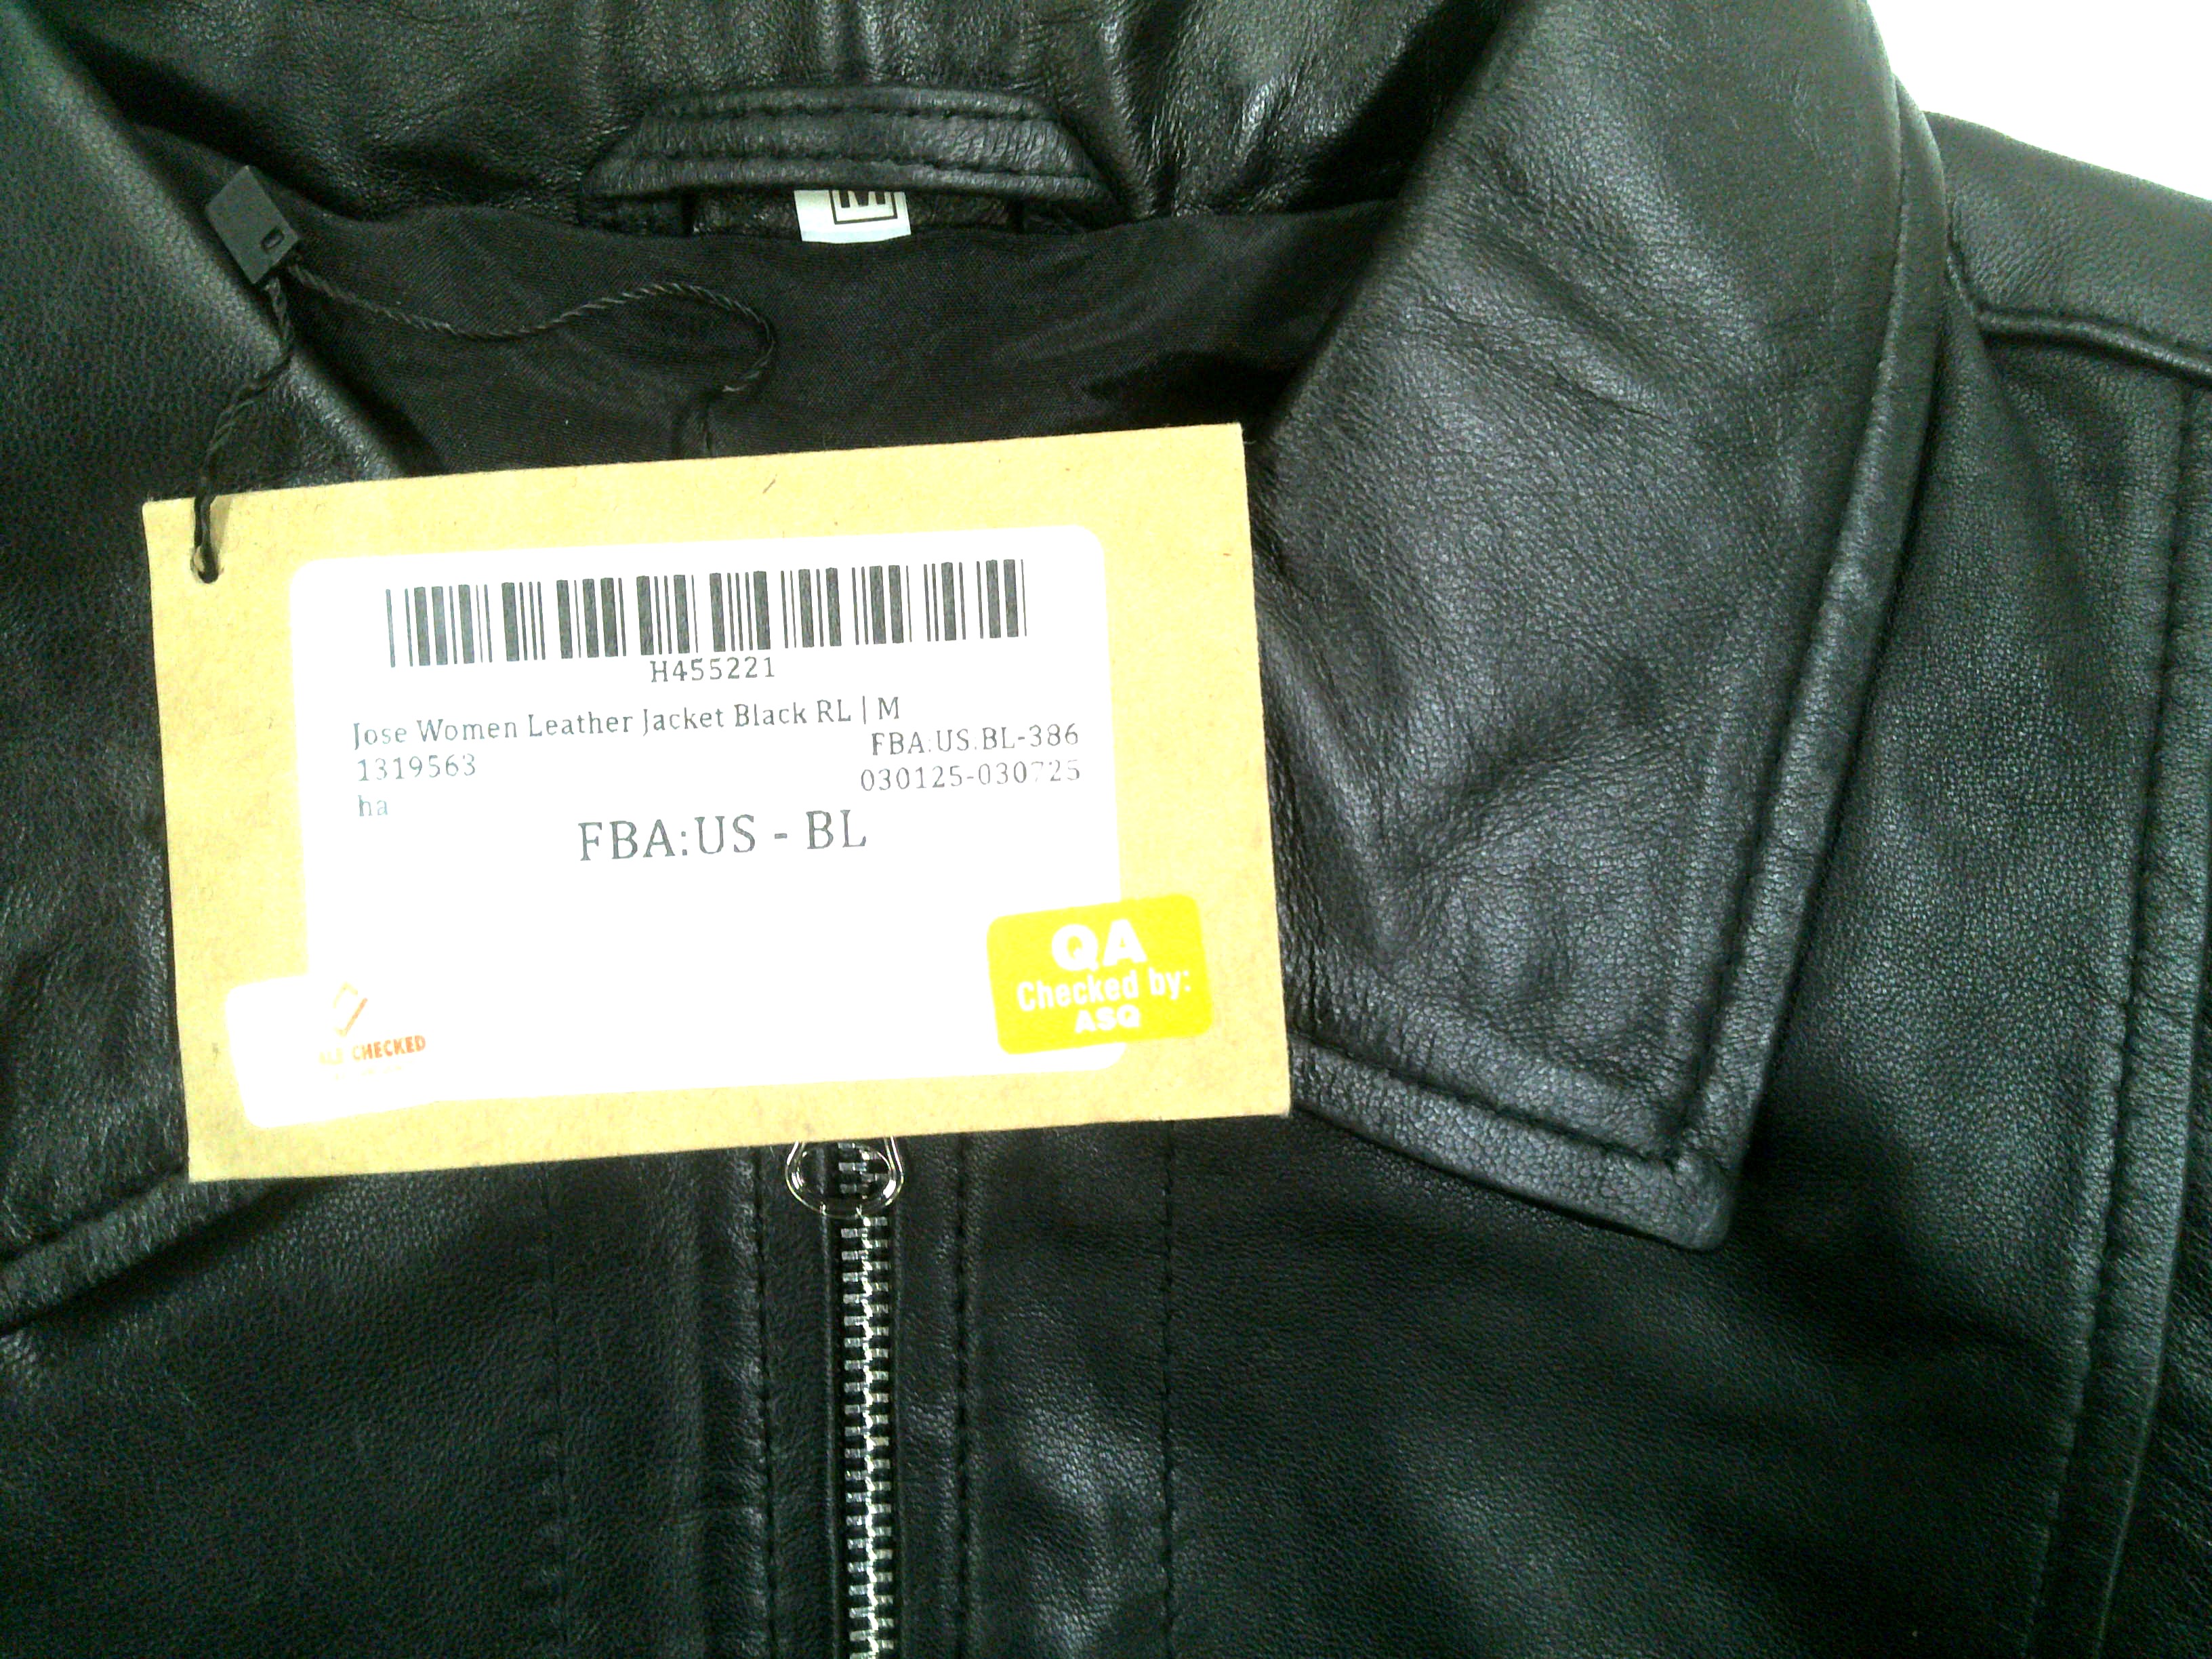 M
H455221
Jose Women Leather Jacket Black RL | M
1319563
FBA:US.BL-386
030125-030725
ha
FBA:US - BL
QA
Checked by:
ASQ
CHECKED